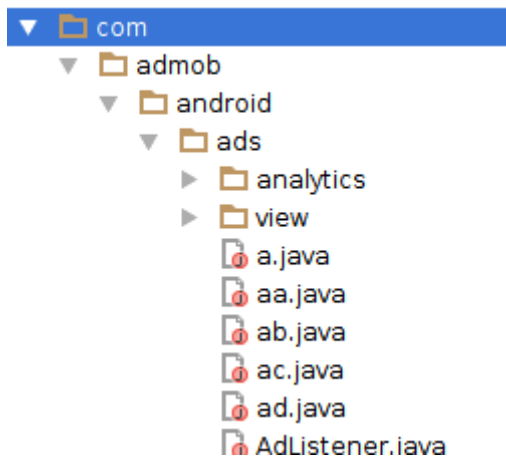 com
admob
android
ads
analytics
view
a.java
aa.java
ab.java
ac.java
ad.java
AdListener.java